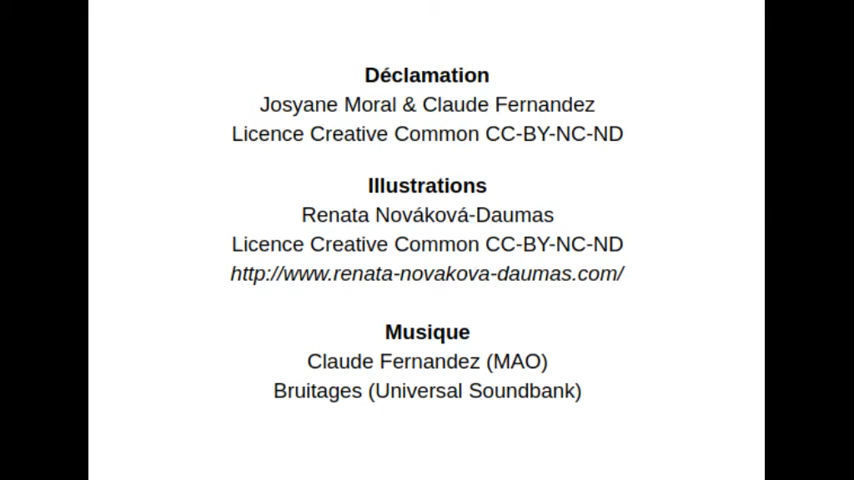 Déclamation
Josyane Moral & Claude Fernandez
Licence Creative Common CC-BY-NC-ND
Illustrations
Renata Nováková-Daumas
Licence Creative Common CC-BY-NC-ND
http://www.renata-novakova-daumas.com/
Musique
Claude Fernandez (MAO)
Bruitages (Universal Soundbank)